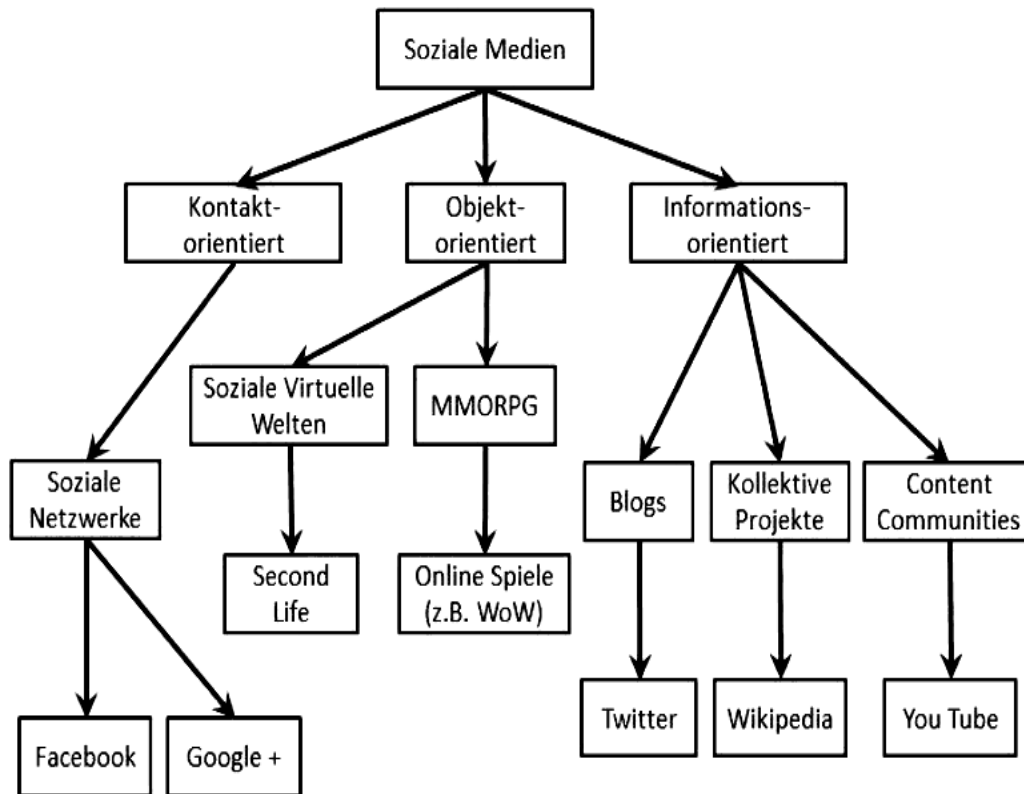 Soziale Medien
Kontakt-
orientiert
Objekt-
orientiert
Informations-
orientiert
Soziale Virtuelle
Welten
MMORPG
Soziale
Netzwerke
Blogs
Kollektive
Projekte
Content
Communities
Second
Life
Online Spiele
(z.B. WoW)
Facebook
Google +
Twitter
Wikipedia
You Tube